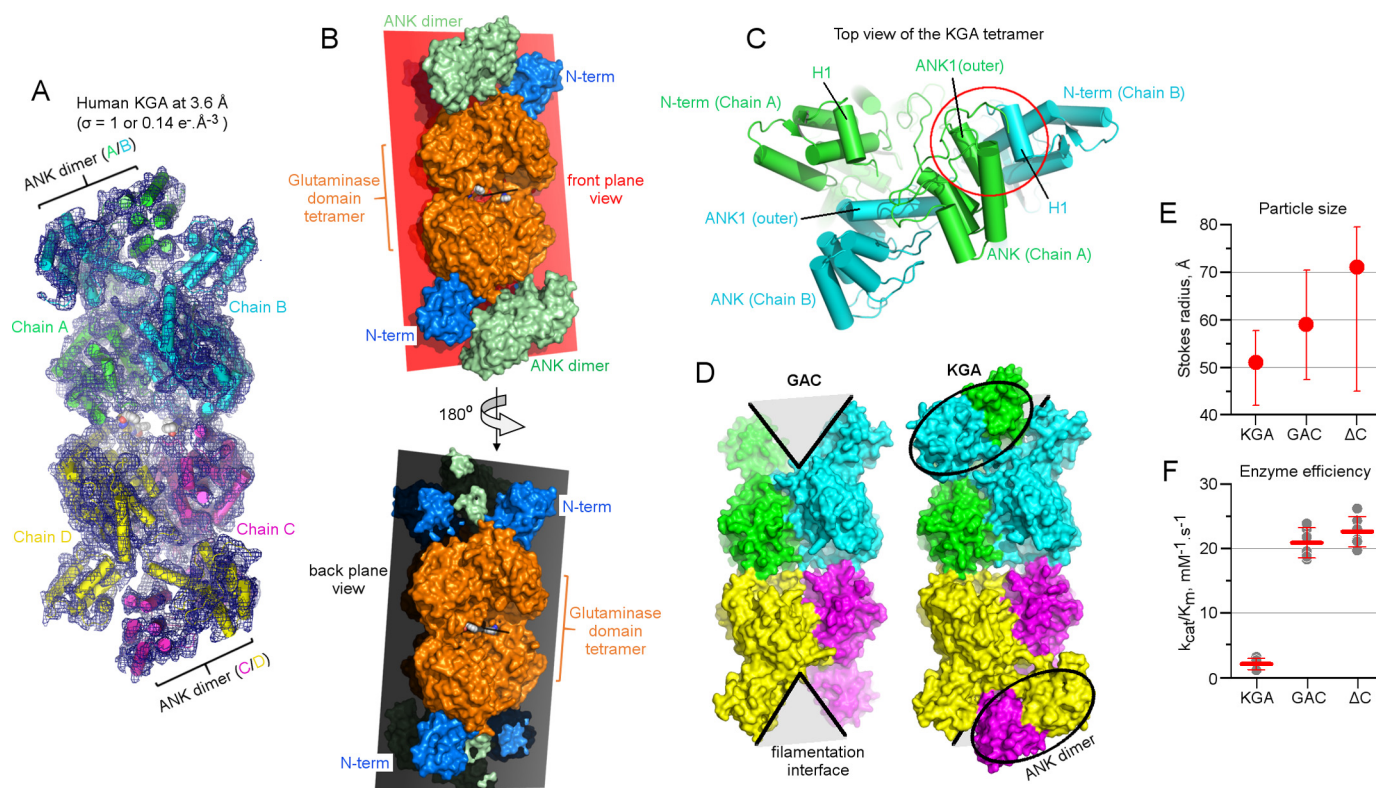 A
Human KGA at 3.6 Å
(σ = 1 or 0.14 e⁻.Å⁻³ )
ANK dimer (A/B)
Chain B
Chain A
Chain D
Chain C
ANK dimer (C/D)
B
ANK dimer
N-term
Glutaminase
domain
tetramer
front plane
view
N-term
ANK dimer
180°
N-term
back plane
view
Glutaminase
domain
tetramer
N-term
C
Top view of the KGA tetramer
H1
ANK1(outer)
N-term (Chain A)
N-term (Chain B)
ANK1 (outer)
H1
ANK (Chain A)
ANK (Chain B)
D
GAC
KGA
filamentation
interface
ANK dimer
E
Particle size
Stokes radius, Å
80
70
60
50
40
KGA GAC ΔC
F
Enzyme efficiency
kcat/Km, mM⁻¹.s⁻¹
30
20
10
0
KGA GAC ΔC